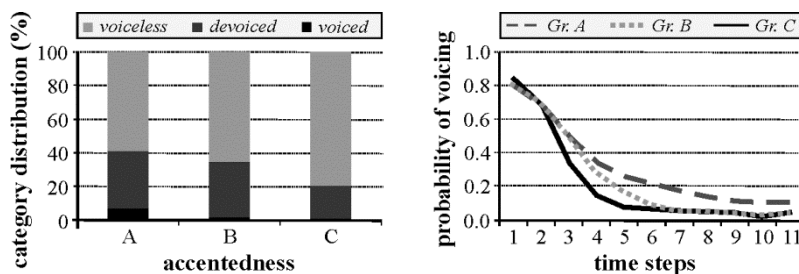 voiceless devoiced voiced
category distribution (%)
100
80
60
40
20
0
A B C
accentedness
Gr. A Gr. B Gr. C
probability of voicing
1.0
0.8
0.6
0.4
0.2
0.0
1 2 3 4 5 6 7 8 9 10 11
time steps